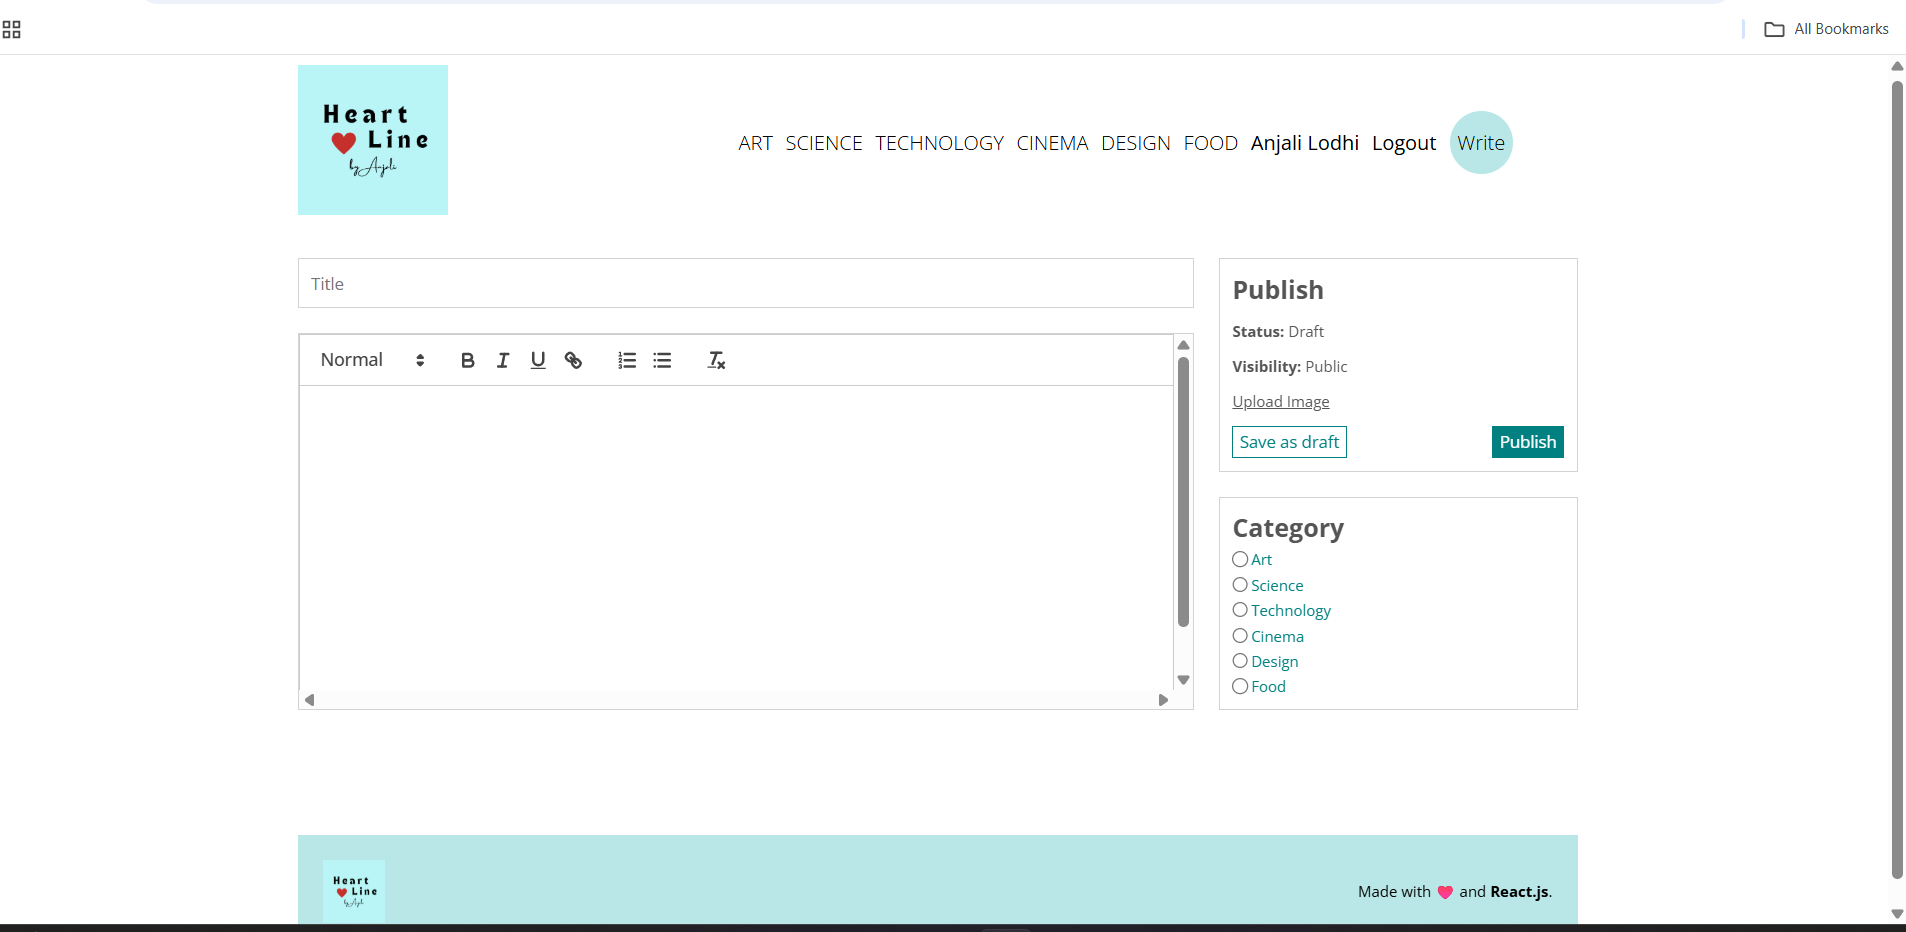 All Bookmarks
Heart
Line
by Anjali
ART SCIENCE TECHNOLOGY CINEMA DESIGN FOOD Anjali Lodhi Logout Write
Title
Normal
Publish
Status: Draft
Visibility: Public
Upload Image
Save as draft
Publish
Category
Art
Science
Technology
Cinema
Design
Food
Heart
Line
by Anjali
Made with ❤ and React.js.